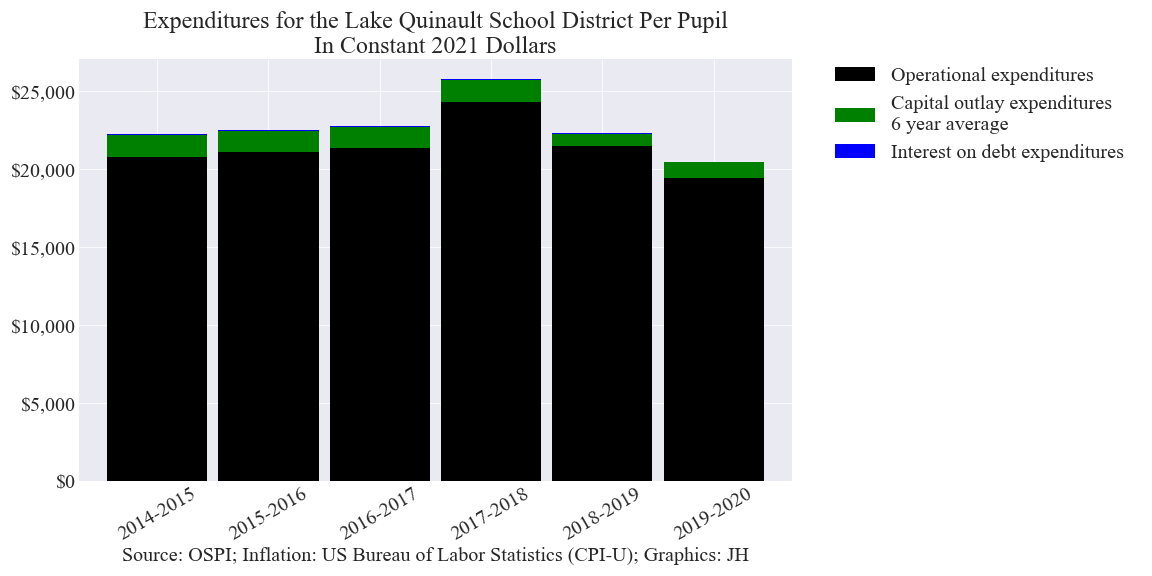 Expenditures for the Lake Quinault School District Per Pupil
In Constant 2021 Dollars
$25,000
$20,000
$15,000
$10,000
$5,000
$0
2014-2015
2015-2016
2016-2017
2017-2018
2018-2019
2019-2020
Source: OSPI; Inflation: US Bureau of Labor Statistics (CPI-U); Graphics: JH
Operational expenditures
Capital outlay expenditures
6 year average
Interest on debt expenditures